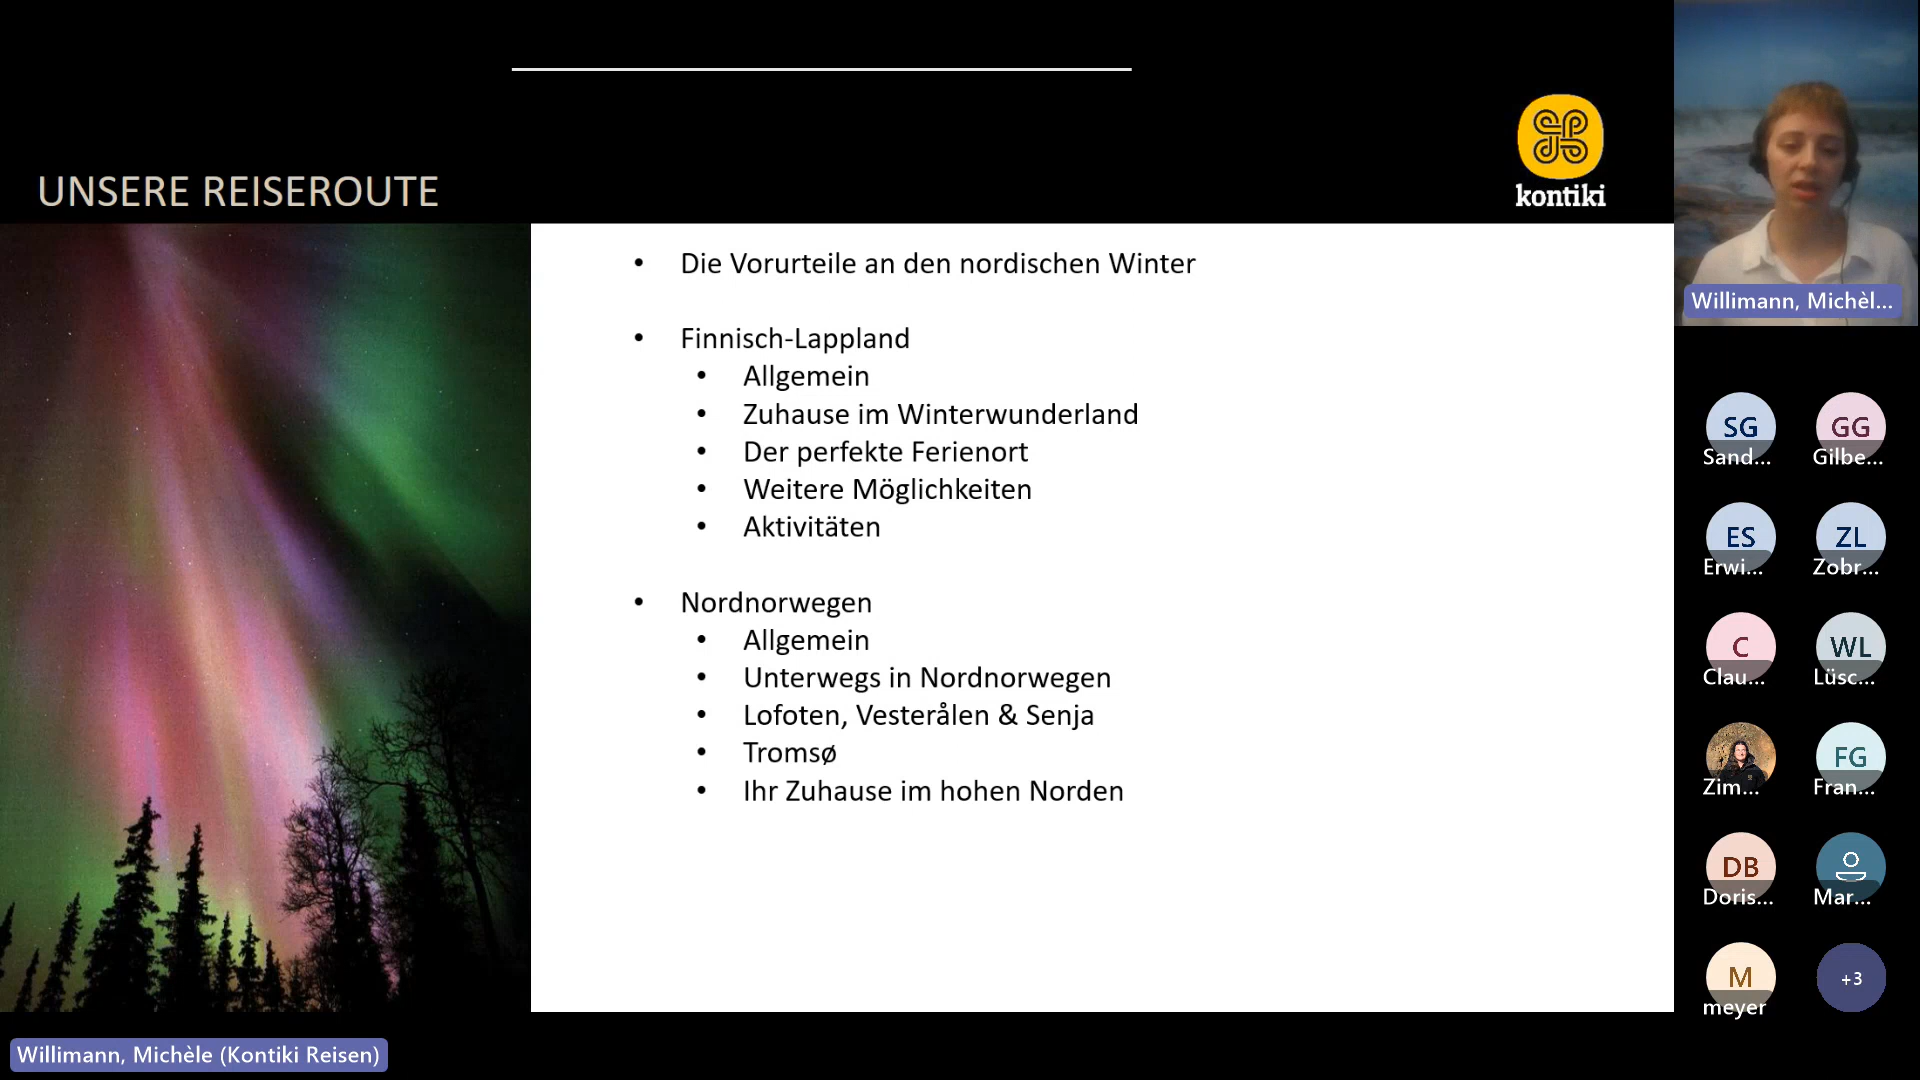 UNSERE REISEROUTE
kontiki
• Die Vorurteile an den nordischen Winter
• Finnisch-Lappland
• Allgemein
• Zuhause im Winterwunderland
• Der perfekte Ferienort
• Weitere Möglichkeiten
• Aktivitäten
• Nordnorwegen
• Allgemein
• Unterwegs in Nordnorwegen
• Lofoten, Vesterålen & Senja
• Tromsø
• Ihr Zuhause im hohen Norden
Willimann, Michèl...
SG
Sand...
GG
Gilbe...
ES
Erwi...
ZL
Zobr...
C
Clau...
WL
Lüsc...
Zim...
FG
Fran...
DB
Doris...
Mar...
M
meyer
+3
Willimann, Michèle (Kontiki Reisen)